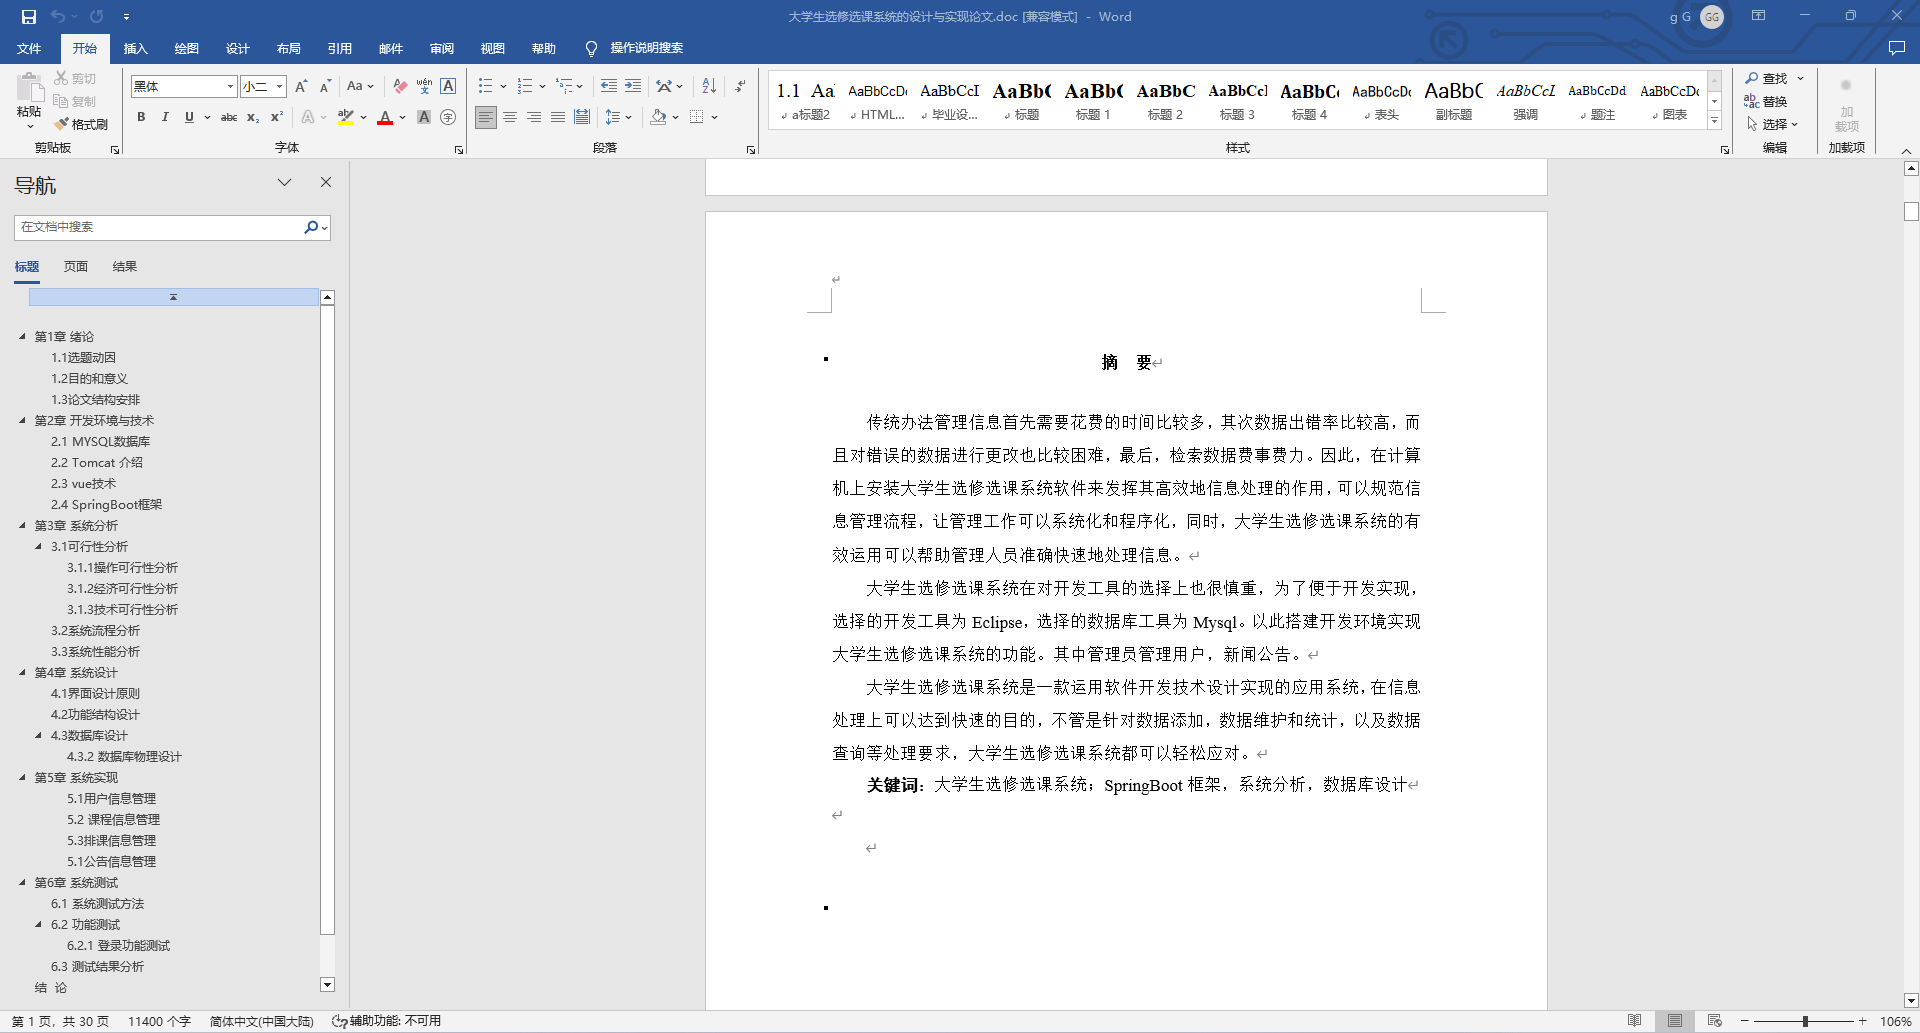 大学生选修选课系统的设计与实现论文.doc [兼容模式] - Word
g G GG
文件 开始 插入 绘图 设计 布局 引用 邮件 审阅 视图 帮助 操作说明搜索
粘贴 剪切 复制 格式刷
剪贴板
黑体 小二
字体
段落
1.1 Aa AaBbCcDc AaBbCcI AaBb( AaBb( AaBbC AaBbCcl AaBbC( AaBbCcDc AaBbC AaBbCcL AaBbCcDd AaBbCcDc
a标题2 HTML... 毕业设... 标题 标题 1 标题 2 标题 3 标题 4 表头 副标题 强调 题注 图表
样式
查找
替换
选择
编辑
加载项
加载项
导航
在文档中搜索
标题 页面 结果
第1章 绪论
1.1选题动因
1.2目的和意义
1.3论文结构安排
第2章 开发环境与技术
2.1 MYSQL数据库
2.2 Tomcat 介绍
2.3 vue技术
2.4 SpringBoot框架
第3章 系统分析
3.1可行性分析
3.1.1操作可行性分析
3.1.2经济可行性分析
3.1.3技术可行性分析
3.2系统流程分析
3.3系统性能分析
第4章 系统设计
4.1界面设计原则
4.2功能结构设计
4.3数据库设计
4.3.2 数据库物理设计
第5章 系统实现
5.1用户信息管理
5.2 课程信息管理
5.3排课信息管理
5.1公告信息管理
第6章 系统测试
6.1 系统测试方法
6.2 功能测试
6.2.1 登录功能测试
6.3 测试结果分析
结 论
摘 要
传统办法管理信息首先需要花费的时间比较多，其次数据出错率比较高，而
且对错误的数据进行更改也比较困难，最后，检索数据费事费力。因此，在计算
机上安装大学生选修选课系统软件来发挥其高效地信息处理的作用，可以规范信
息管理流程，让管理工作可以系统化和程序化，同时，大学生选修选课系统的有
效运用可以帮助管理人员准确快速地处理信息。
大学生选修选课系统在对开发工具的选择上也很慎重，为了便于开发实现，
选择的开发工具为 Eclipse，选择的数据库工具为 Mysql。以此搭建开发环境实现
大学生选修选课系统的功能。其中管理员管理用户，新闻公告。
大学生选修选课系统是一款运用软件开发技术设计实现的应用系统，在信息
处理上可以达到快速的目的，不管是针对数据添加，数据维护和统计，以及数据
查询等处理要求，大学生选修选课系统都可以轻松应对。
关键词：大学生选修选课系统；SpringBoot 框架，系统分析，数据库设计
第 1 页，共 30 页 11400 个字 简体中文(中国大陆) 辅助功能: 不可用 106%